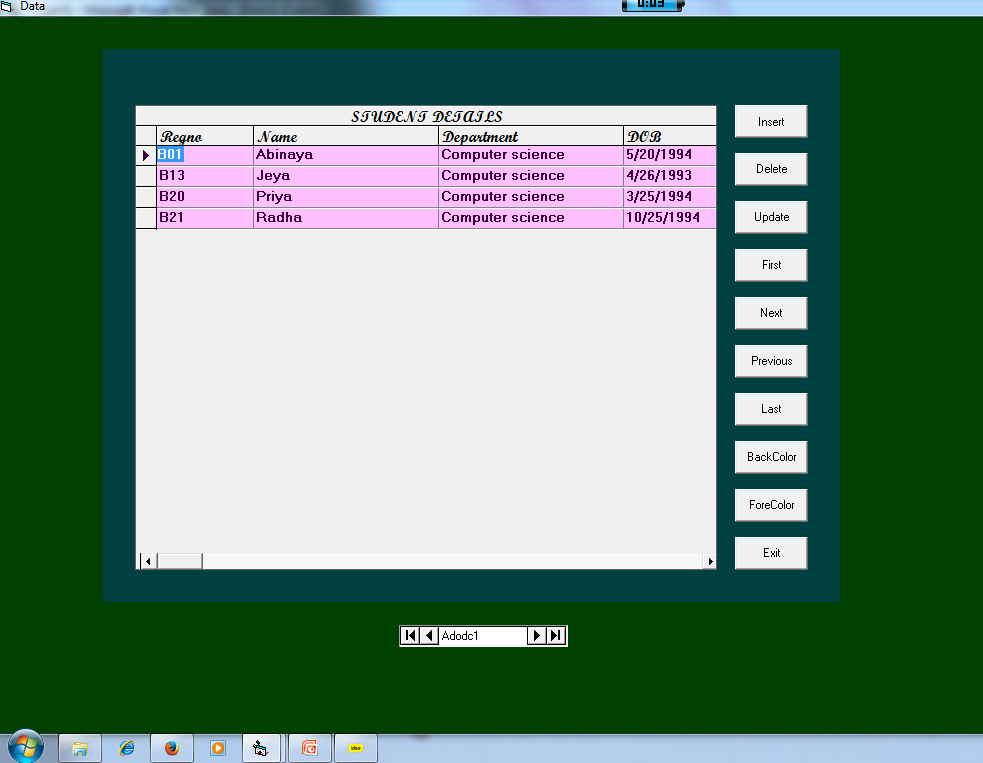 Data
0:03
STUDENT DETAILS
Regno Name Department DOB
B01 Abinaya Computer science 5/20/1994
B13 Jeya Computer science 4/26/1993
B20 Priya Computer science 3/25/1994
B21 Radha Computer science 10/25/1994
Insert
Delete
Update
First
Next
Previous
Last
BackColor
ForeColor
Exit
Adodc1